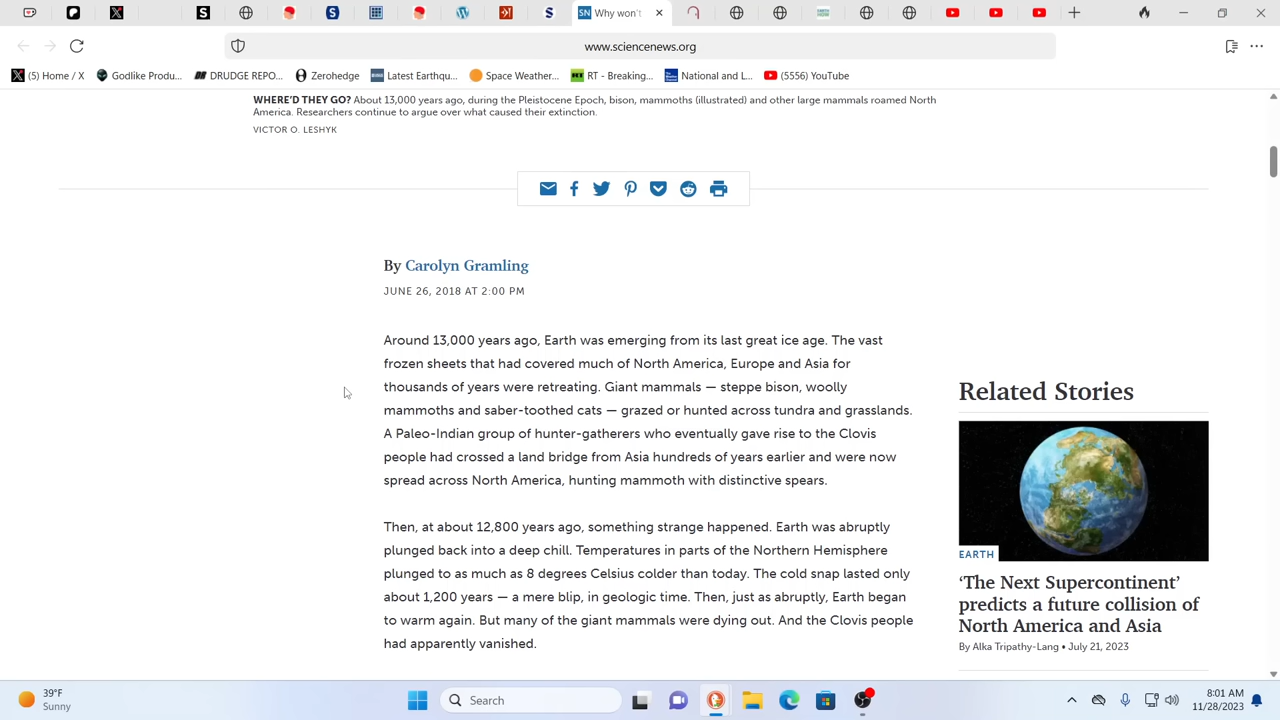 SN Why won't
www.sciencenews.org
(5) Home / X
Godlike Produ...
DRUDGE REPO...
Zerohedge
Latest Earthqu...
Space Weather...
RT - Breaking...
National and L...
(5556) YouTube
WHERE'D THEY GO? About 13,000 years ago, during the Pleistocene Epoch, bison, mammoths (illustrated) and other large mammals roamed North
America. Researchers continue to argue over what caused their extinction.
VICTOR O. LESHYK
By Carolyn Gramling
JUNE 26, 2018 AT 2:00 PM
Around 13,000 years ago, Earth was emerging from its last great ice age. The vast
frozen sheets that had covered much of North America, Europe and Asia for
thousands of years were retreating. Giant mammals — steppe bison, woolly
mammoths and saber-toothed cats — grazed or hunted across tundra and grasslands.
A Paleo-Indian group of hunter-gatherers who eventually gave rise to the Clovis
people had crossed a land bridge from Asia hundreds of years earlier and were now
spread across North America, hunting mammoth with distinctive spears.
Then, at about 12,800 years ago, something strange happened. Earth was abruptly
plunged back into a deep chill. Temperatures in parts of the Northern Hemisphere
plunged to as much as 8 degrees Celsius colder than today. The cold snap lasted only
about 1,200 years — a mere blip, in geologic time. Then, just as abruptly, Earth began
to warm again. But many of the giant mammals were dying out. And the Clovis people
had apparently vanished.
Related Stories
EARTH
'The Next Supercontinent'
predicts a future collision of
North America and Asia
By Alka Tripathy-Lang • July 21, 2023
39°F
Sunny
Search
8:01 AM
11/28/2023